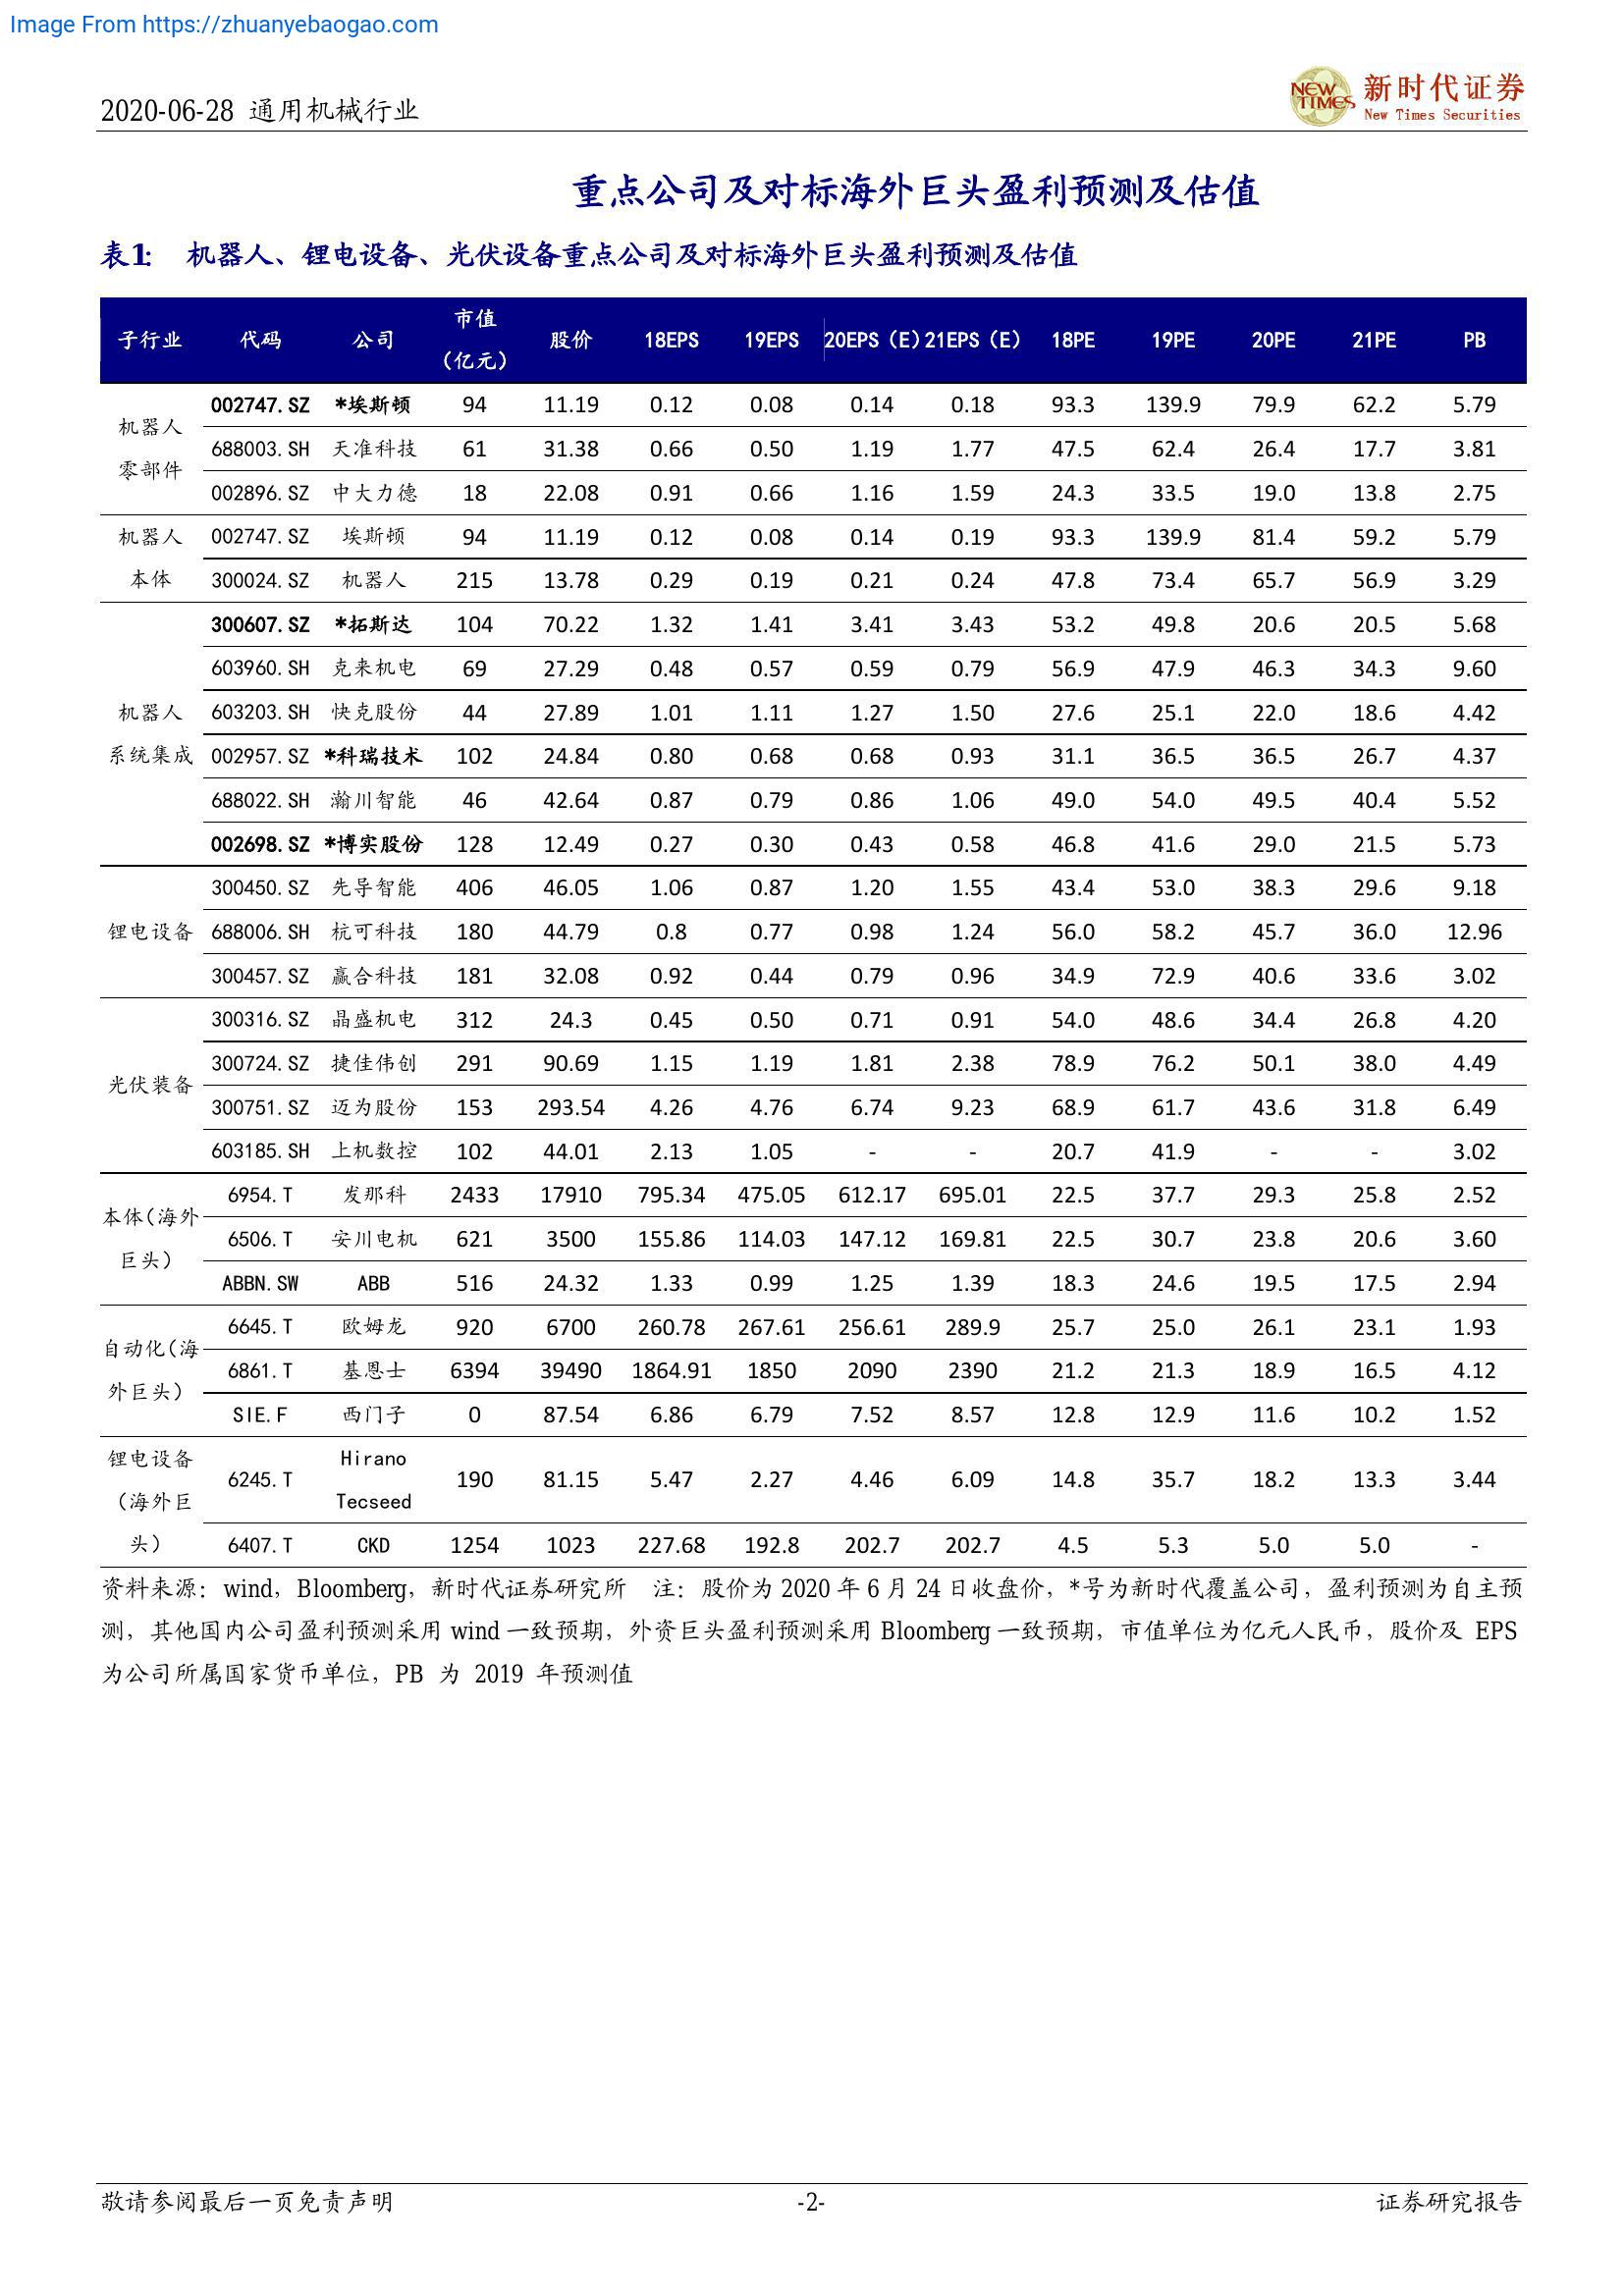 Image From https://zhuanyebaogao.com
2020-06-28 通用机械行业
NEW TIMES
新时代证券
New Times Securities
重点公司及对标海外巨头盈利预测及估值
表1: 机器人、锂电设备、光伏设备重点公司及对标海外巨头盈利预测及估值
子行业 代码 公司 市值（亿元） 股价 18EPS 19EPS 20EPS（E） 21EPS（E） 18PE 19PE 20PE 21PE PB
机器人零部件 002747.SZ *埃斯顿 94 11.19 0.12 0.08 0.14 0.18 93.3 139.9 79.9 62.2 5.79
688003.SH 天准科技 61 31.38 0.66 0.50 1.19 1.77 47.5 62.4 26.4 17.7 3.81
002896.SZ 中大力德 18 22.08 0.91 0.66 1.16 1.59 24.3 33.5 19.0 13.8 2.75
机器人本体 002747.SZ 埃斯顿 94 11.19 0.12 0.08 0.14 0.19 93.3 139.9 81.4 59.2 5.79
300024.SZ 机器人 215 13.78 0.29 0.19 0.21 0.24 47.8 73.4 65.7 56.9 3.29
机器人系统集成 300607.SZ *拓斯达 104 70.22 1.32 1.41 3.41 3.43 53.2 49.8 20.6 20.5 5.68
603960.SH 克来机电 69 27.29 0.48 0.57 0.59 0.79 56.9 47.9 46.3 34.3 9.60
603203.SH 快克股份 44 27.89 1.01 1.11 1.27 1.50 27.6 25.1 22.0 18.6 4.42
002957.SZ *科瑞技术 102 24.84 0.80 0.68 0.68 0.93 31.1 36.5 36.5 26.7 4.37
688022.SH 瀚川智能 46 42.64 0.87 0.79 0.86 1.06 49.0 54.0 49.5 40.4 5.52
002698.SZ *博实股份 128 12.49 0.27 0.30 0.43 0.58 46.8 41.6 29.0 21.5 5.73
锂电设备 300450.SZ 先导智能 406 46.05 1.06 0.87 1.20 1.55 43.4 53.0 38.3 29.6 9.18
688006.SH 杭可科技 180 44.79 0.8 0.77 0.98 1.24 56.0 58.2 45.7 36.0 12.96
300457.SZ 赢合科技 181 32.08 0.92 0.44 0.79 0.96 34.9 72.9 40.6 33.6 3.02
光伏装备 300316.SZ 晶盛机电 312 24.3 0.45 0.50 0.71 0.91 54.0 48.6 34.4 26.8 4.20
300724.SZ 捷佳伟创 291 90.69 1.15 1.19 1.81 2.38 78.9 76.2 50.1 38.0 4.49
300751.SZ 迈为股份 153 293.54 4.26 4.76 6.74 9.23 68.9 61.7 43.6 31.8 6.49
603185.SH 上机数控 102 44.01 2.13 1.05 - - 20.7 41.9 - - 3.02
本体（海外巨头） 6954.T 发那科 2433 17910 795.34 475.05 612.17 695.01 22.5 37.7 29.3 25.8 2.52
6506.T 安川电机 621 3500 155.86 114.03 147.12 169.81 22.5 30.7 23.8 20.6 3.60
ABBN.SW ABB 516 24.32 1.33 0.99 1.25 1.39 18.3 24.6 19.5 17.5 2.94
自动化（海外巨头） 6645.T 欧姆龙 920 6700 260.78 267.61 256.61 289.9 25.7 25.0 26.1 23.1 1.93
6861.T 基恩士 6394 39490 1864.91 1850 2090 2390 21.2 21.3 18.9 16.5 4.12
SIE.F 西门子 0 87.54 6.86 6.79 7.52 8.57 12.8 12.9 11.6 10.2 1.52
锂电设备（海外巨头） 6245.T Hirano Tecseed 190 81.15 5.47 2.27 4.46 6.09 14.8 35.7 18.2 13.3 3.44
6407.T CKD 1254 1023 227.68 192.8 202.7 202.7 4.5 5.3 5.0 5.0 -
资料来源：wind，Bloomberg，新时代证券研究所 注：股价为 2020 年 6 月 24 日收盘价，*号为新时代覆盖公司，盈利预测为自主预
测，其他国内公司盈利预测采用 wind 一致预期，外资巨头盈利预测采用 Bloomberg 一致预期，市值单位为亿元人民币，股价及 EPS
为公司所属国家货币单位，PB 为 2019 年预测值
敬请参阅最后一页免责声明 -2- 证券研究报告